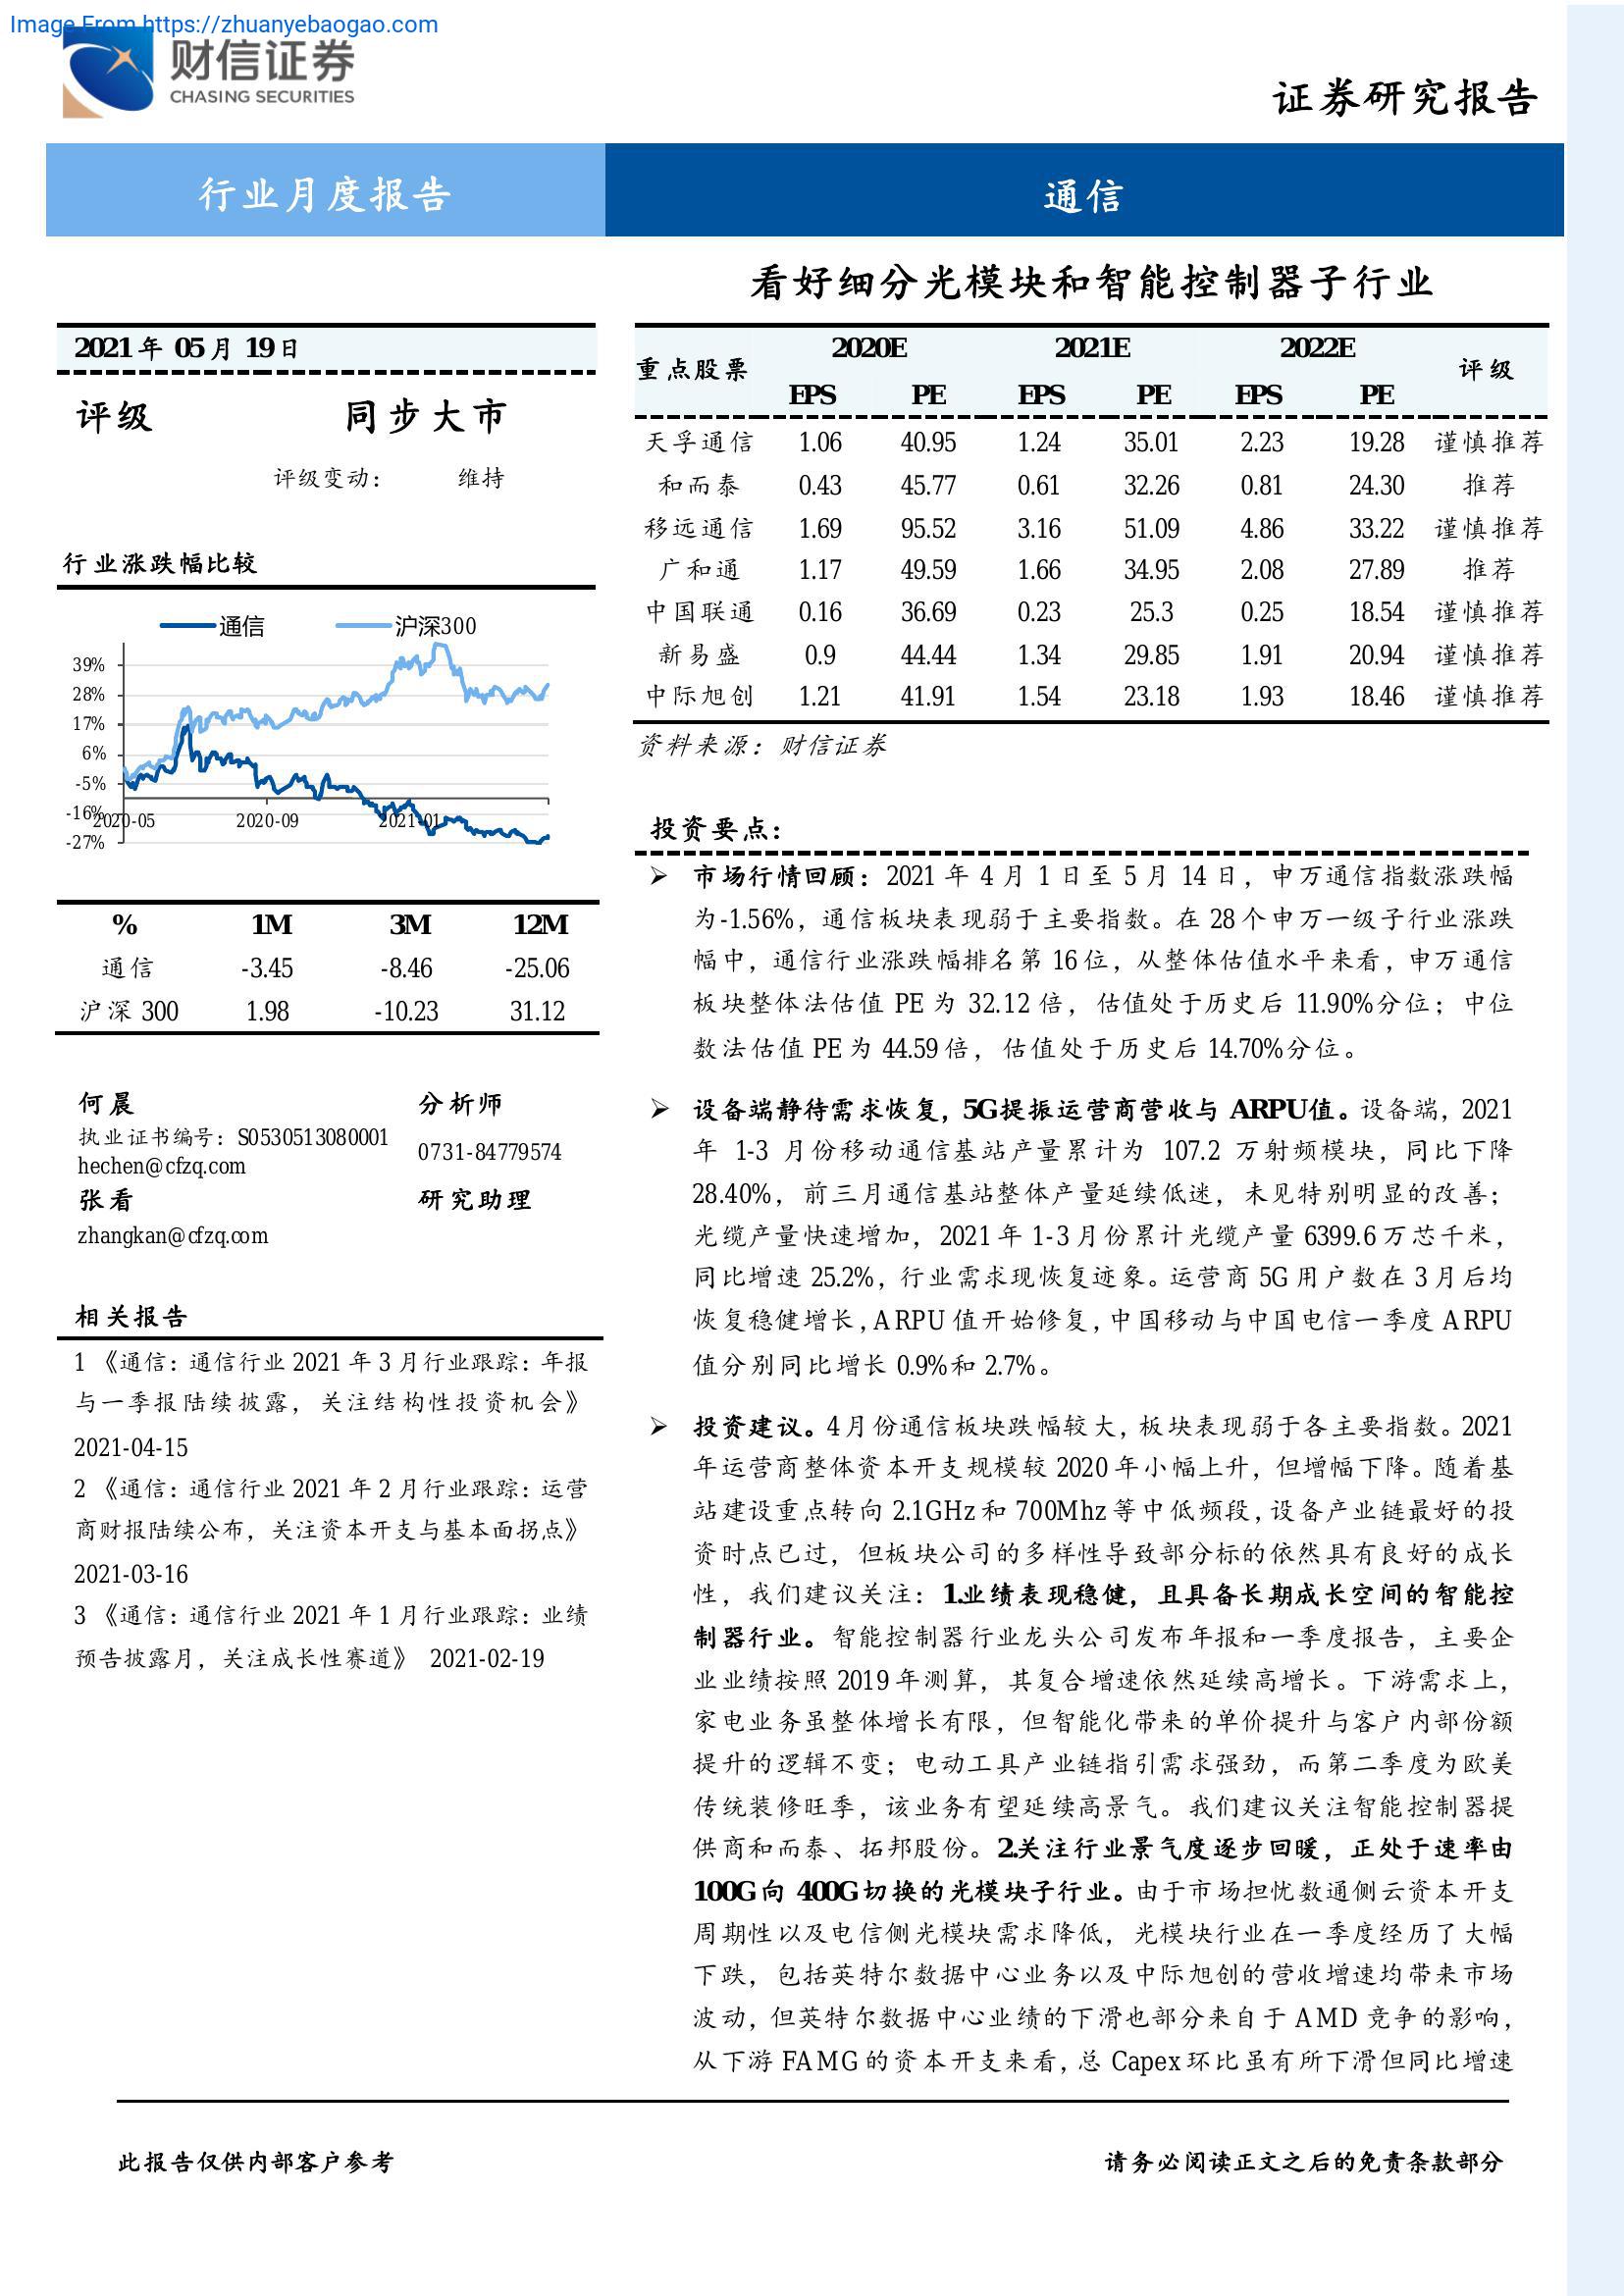 Image From https://zhuanyebaogao.com
财信证券
CHASING SECURITIES
证券研究报告
行业月度报告
通信
看好细分光模块和智能控制器子行业
2021 年 05 月 19 日
评级 同步大市
评级变动： 维持
行业涨跌幅比较
通信 沪深300
39%
28%
17%
6%
-5%
-16%
-27%
2020-05 2020-09 2021-01
% 1M 3M 12M
通信 -3.45 -8.46 -25.06
沪深 300 1.98 -10.23 31.12
何晨 分析师
执业证书编号：S0530513080001 0731-84779574
hechen@cfzq.com
张看 研究助理
zhangkan@cfzq.com
相关报告
1 《通信：通信行业 2021 年 3 月行业跟踪：年报
与一季报陆续披露，关注结构性投资机会》
2021-04-15
2 《通信：通信行业 2021 年 2 月行业跟踪：运营
商财报陆续公布，关注资本开支与基本面拐点》
2021-03-16
3 《通信：通信行业 2021 年 1 月行业跟踪：业绩
预告披露月，关注成长性赛道》 2021-02-19
重点股票 2020E 2021E 2022E 评级
EPS PE EPS PE EPS PE
天孚通信 1.06 40.95 1.24 35.01 2.23 19.28 谨慎推荐
和而泰 0.43 45.77 0.61 32.26 0.81 24.30 推荐
移远通信 1.69 95.52 3.16 51.09 4.86 33.22 谨慎推荐
广和通 1.17 49.59 1.66 34.95 2.08 27.89 推荐
中国联通 0.16 36.69 0.23 25.3 0.25 18.54 谨慎推荐
新易盛 0.9 44.44 1.34 29.85 1.91 20.94 谨慎推荐
中际旭创 1.21 41.91 1.54 23.18 1.93 18.46 谨慎推荐
资料来源：财信证券
投资要点：
➢ 市场行情回顾：2021 年 4 月 1 日至 5 月 14 日，申万通信指数涨跌幅
为-1.56%，通信板块表现弱于主要指数。在 28 个申万一级子行业涨跌
幅中，通信行业涨跌幅排名第 16 位，从整体估值水平来看，申万通信
板块整体法估值 PE 为 32.12 倍，估值处于历史后 11.90%分位；中位
数法估值 PE 为 44.59 倍，估值处于历史后 14.70%分位。
➢ 设备端静待需求恢复，5G提振运营商营收与 ARPU值。设备端，2021
年 1-3 月份移动通信基站产量累计为 107.2 万射频模块，同比下降
28.40%，前三月通信基站整体产量延续低迷，未见特别明显的改善；
光缆产量快速增加，2021 年 1-3 月份累计光缆产量 6399.6 万芯千米，
同比增速 25.2%，行业需求现恢复迹象。运营商 5G 用户数在 3 月后均
恢复稳健增长，ARPU 值开始修复，中国移动与中国电信一季度 ARPU
值分别同比增长 0.9%和 2.7%。
➢ 投资建议。4 月份通信板块跌幅较大，板块表现弱于各主要指数。2021
年运营商整体资本开支规模较 2020 年小幅上升，但增幅下降。随着基
站建设重点转向 2.1GHz 和 700Mhz 等中低频段，设备产业链最好的投
资时点已过，但板块公司的多样性导致部分标的依然具有良好的成长
性，我们建议关注：1.业绩表现稳健，且具备长期成长空间的智能控
制器行业。智能控制器行业龙头公司发布年报和一季度报告，主要企
业业绩按照 2019 年测算，其复合增速依然延续高增长。下游需求上，
家电业务虽整体增长有限，但智能化带来的单价提升与客户内部份额
提升的逻辑不变；电动工具产业链指引需求强劲，而第二季度为欧美
传统装修旺季，该业务有望延续高景气。我们建议关注智能控制器提
供商和而泰、拓邦股份。2.关注行业景气度逐步回暖，正处于速率由
100G向 400G切换的光模块子行业。由于市场担忧数通侧云资本开支
周期性以及电信侧光模块需求降低，光模块行业在一季度经历了大幅
下跌，包括英特尔数据中心业务以及中际旭创的营收增速均带来市场
波动，但英特尔数据中心业绩的下滑也部分来自于 AMD 竞争的影响，
从下游 FAMG 的资本开支来看，总 Capex 环比虽有所下滑但同比增速
此报告仅供内部客户参考
请务必阅读正文之后的免责条款部分